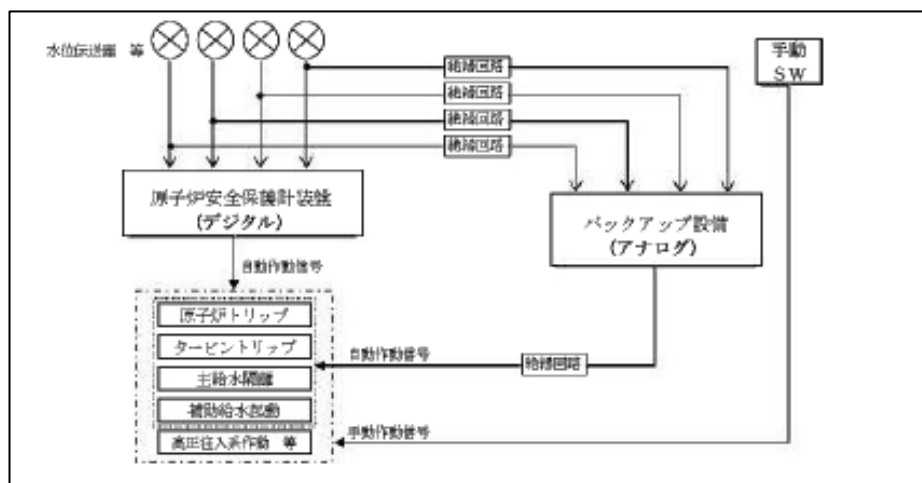 水位伝送器 等
手動
SW
絶縁回路
絶縁回路
絶縁回路
絶縁回路
原子炉安全保護計装盤
(デジタル)
バックアップ設備
(アナログ)
自動作動信号
原子炉トリップ
タービントリップ
主給水隔離
補助給水起動
高圧注入系作動 等
自動作動信号
絶縁回路
手動作動信号